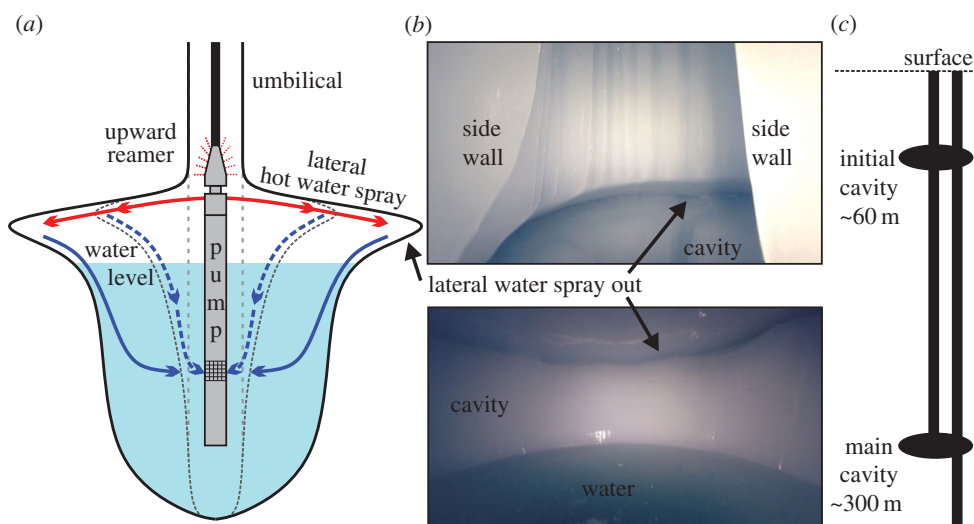 (a)
umbilical
upward
reamer
lateral
hot water spray
water
level
pump
(b)
side
wall
side
wall
cavity
lateral water spray out
cavity
water
(c)
surface
initial
cavity
~60 m
main
cavity
~300 m